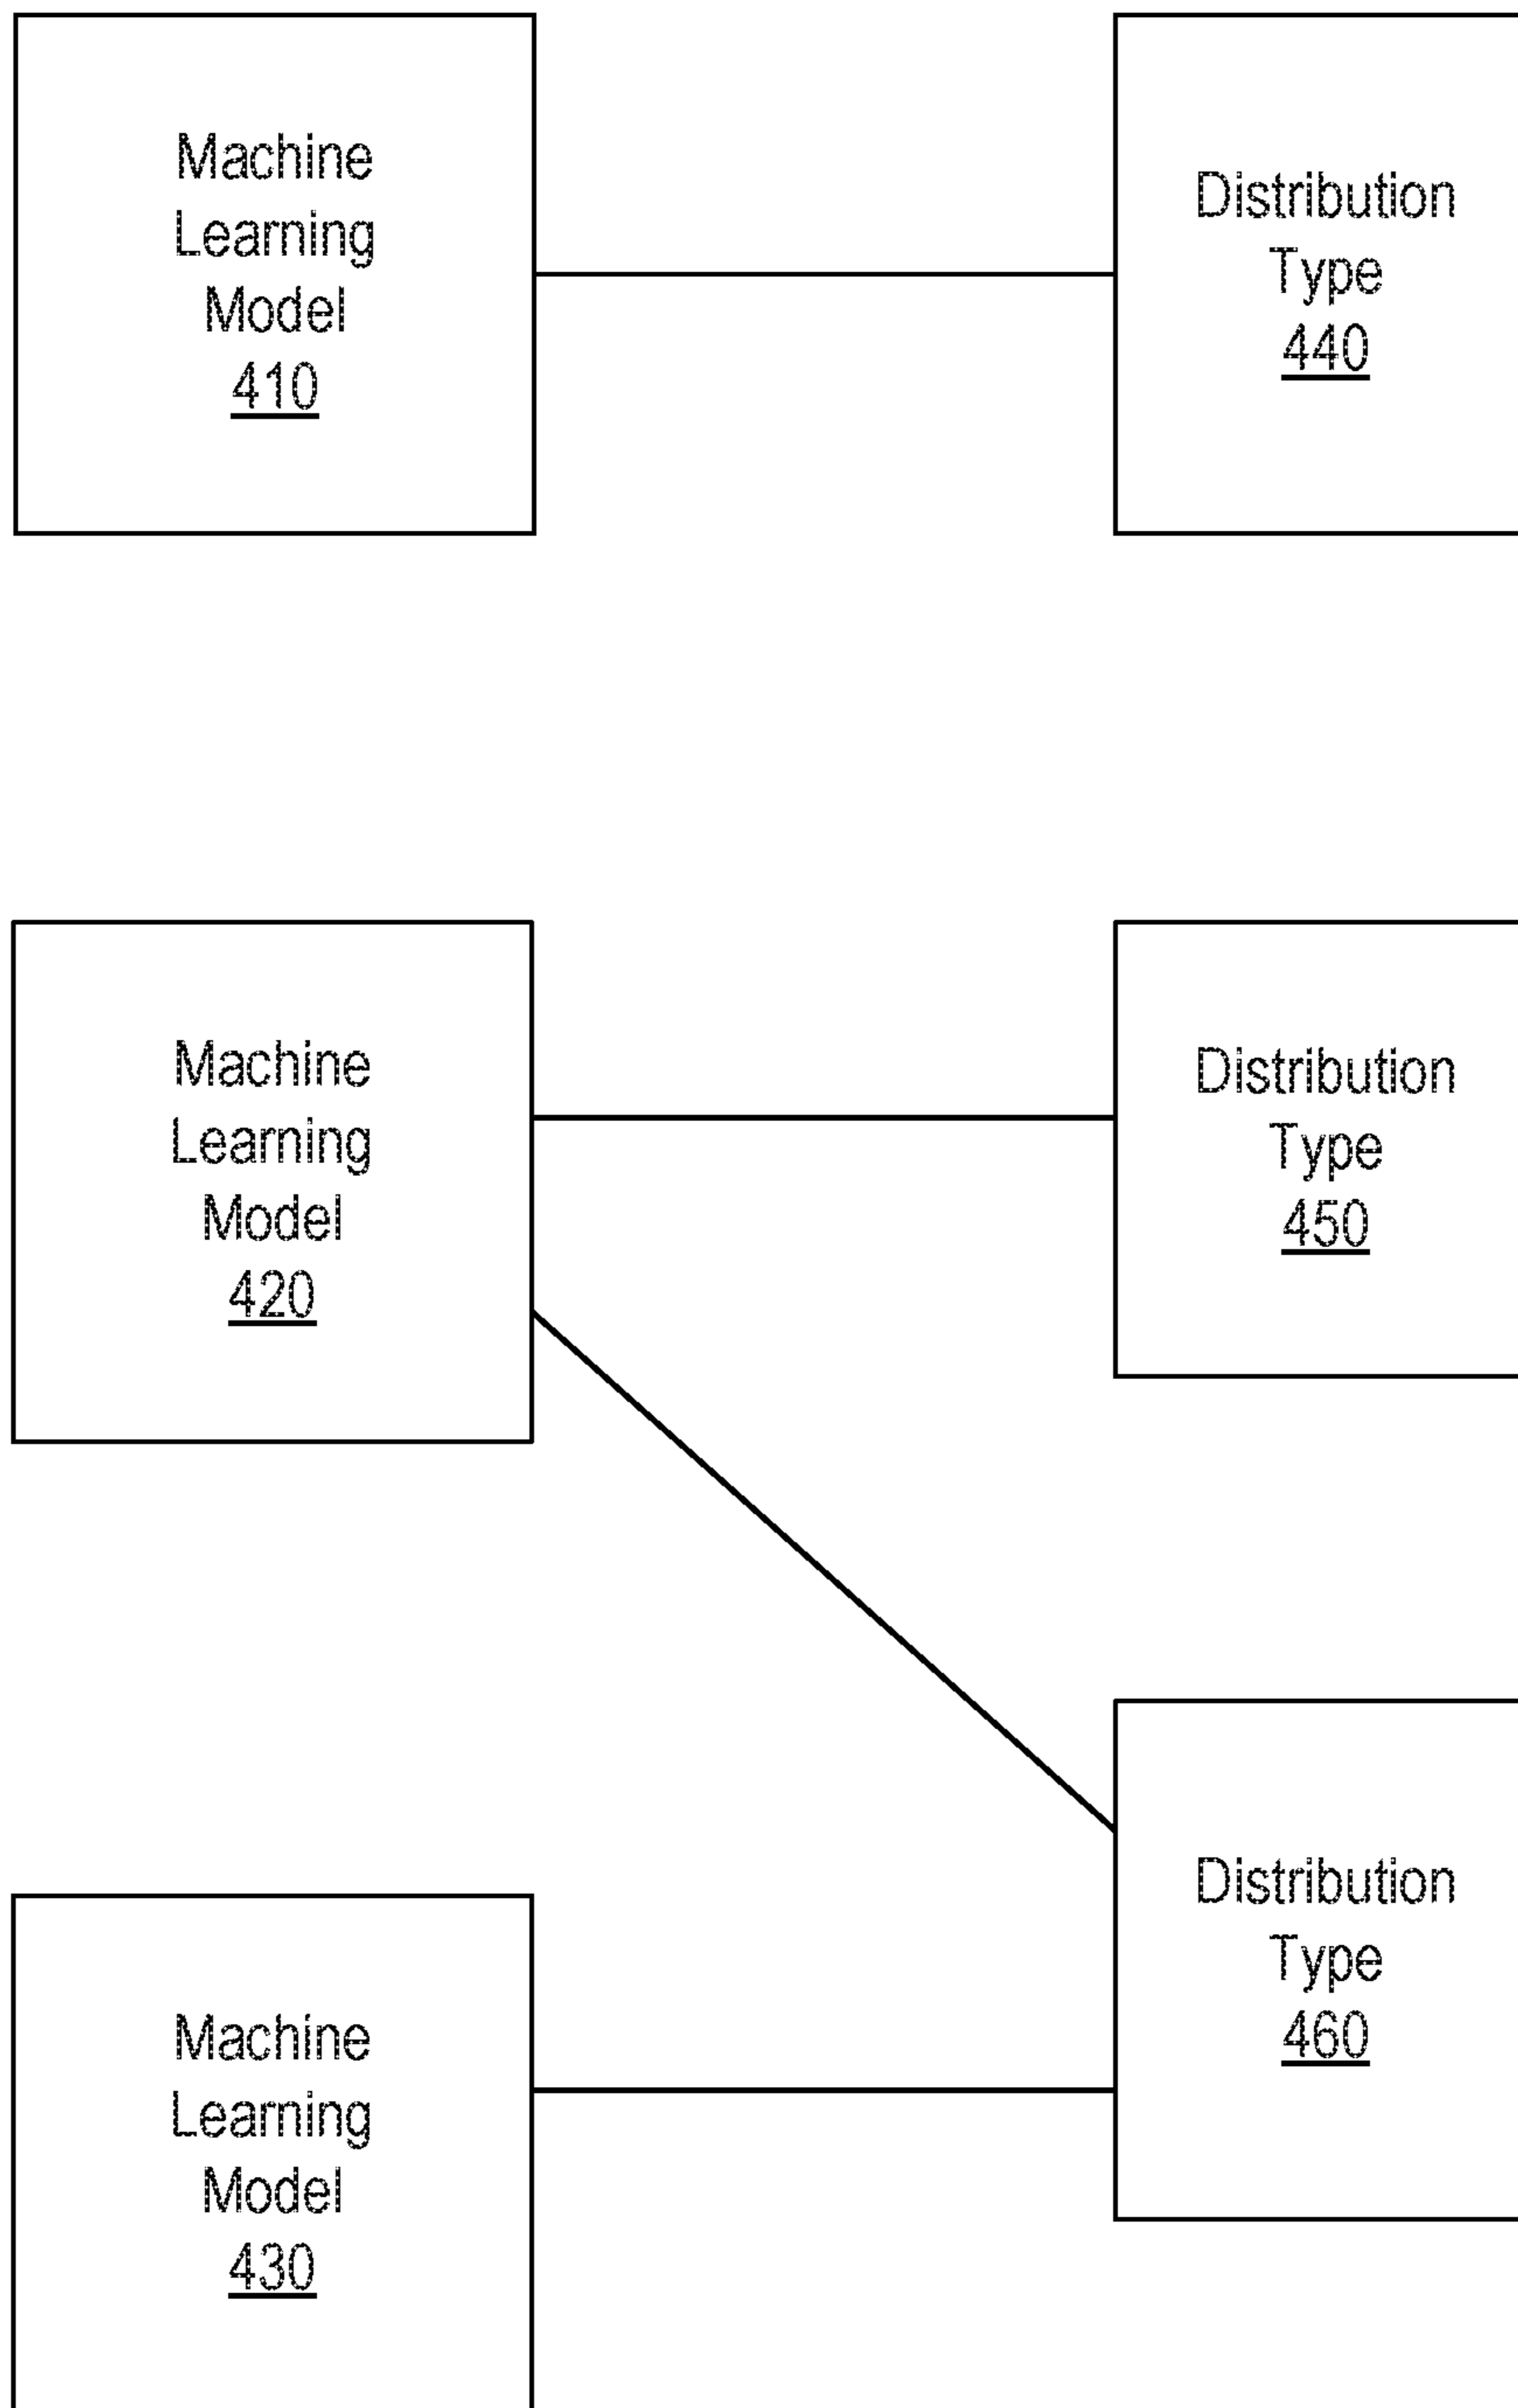 Machine
Learning
Model
410
Distribution
Type
440
Machine
Learning
Model
420
Distribution
Type
450
Machine
Learning
Model
430
Distribution
Type
460